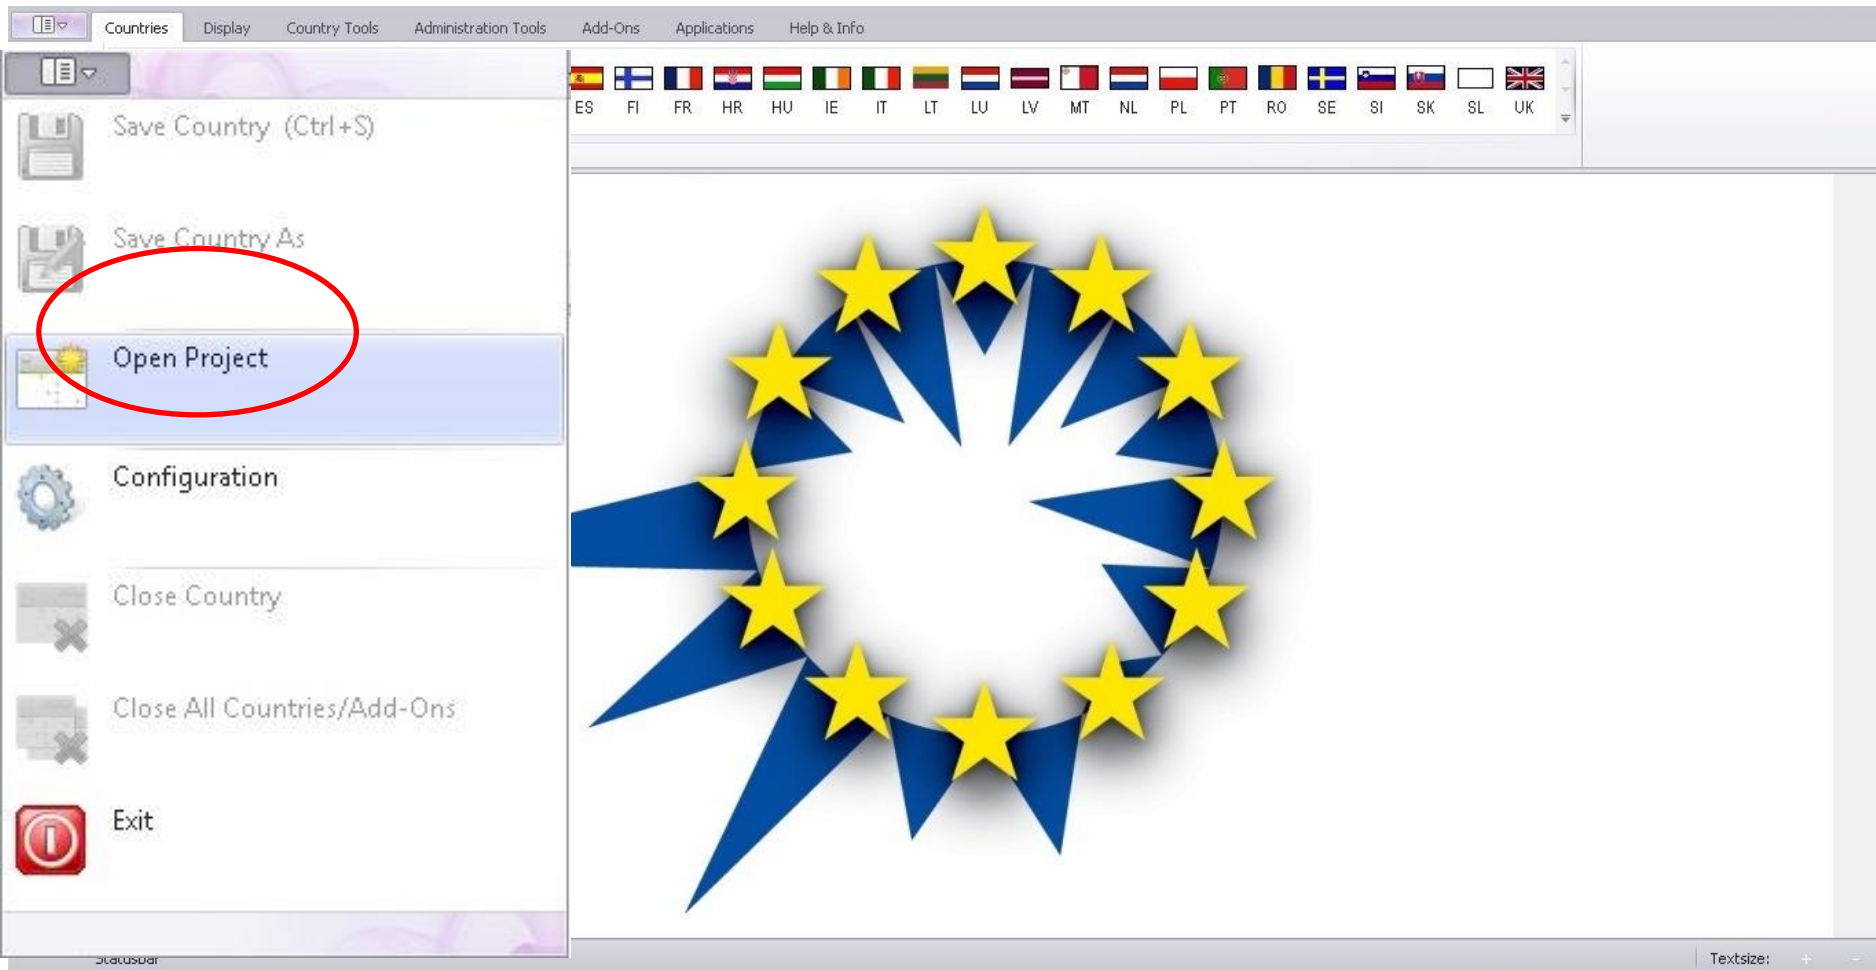 Countries Display Country Tools Administration Tools Add-Ons Applications Help & Info
ES FI FR HR HU IE IT LT LU LV MT NL PL PT RO SE SI SK SL UK
Save Country (Ctrl+S)
Save Country As
Open Project
Configuration
Close Country
Close All Countries/Add-Ons
Exit
Statusbar
Textsize: + -